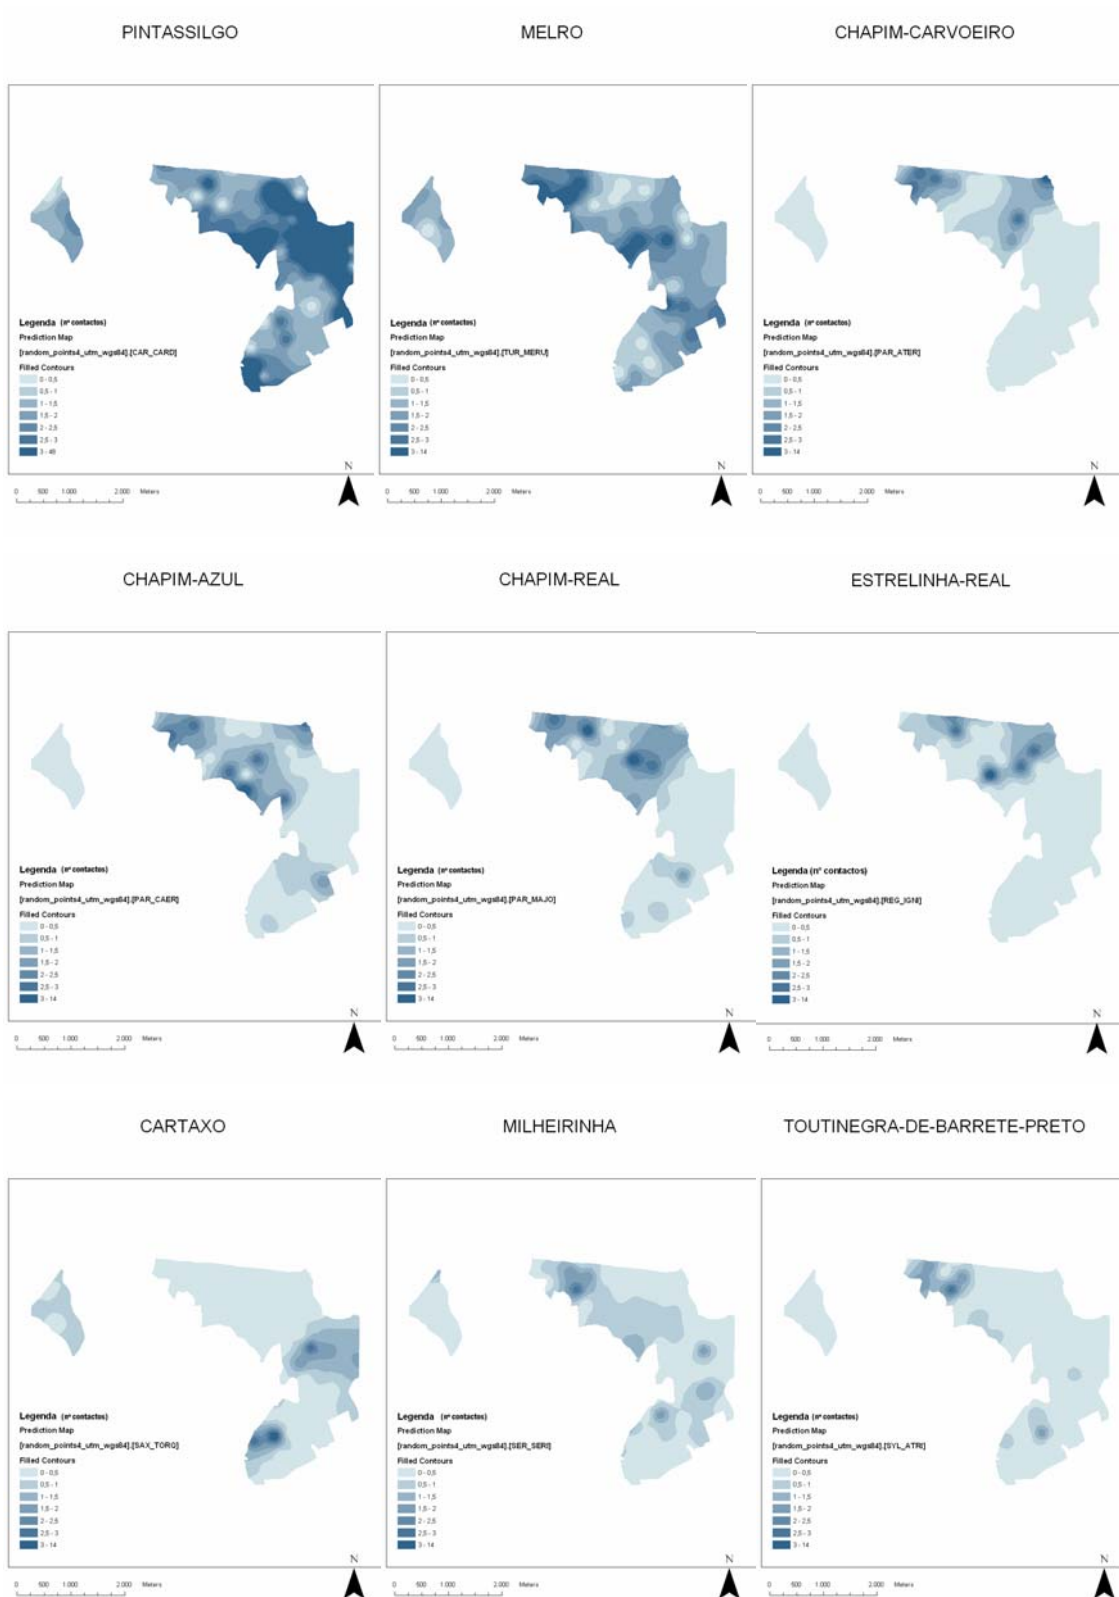 PINTASSILGO
MELRO
CHAPIM-CARVOEIRO
Legenda (nº contactos)
Prediction Map
[random_points4_utm_wgs84].[CAR_CARD]
Filled Contours
0 - 0,5
0,5 - 1
1 - 1,5
1,5 - 2
2 - 2,5
2,5 - 3
3 - 46
N
0 500 1.000 2.000 Meters
Legenda (nº contactos)
Prediction Map
[random_points4_utm_wgs84].[TUR_MERU]
Filled Contours
0 - 0,5
0,5 - 1
1 - 1,5
1,5 - 2
2 - 2,5
2,5 - 3
3 - 14
N
0 500 1.000 2.000 Meters
Legenda (nº contactos)
Prediction Map
[random_points4_utm_wgs84].[PAR_ATER]
Filled Contours
0 - 0,5
0,5 - 1
1 - 1,5
1,5 - 2
2 - 2,5
2,5 - 3
3 - 14
N
0 500 1.000 2.000 Meters
CHAPIM-AZUL
CHAPIM-REAL
ESTRELINHA-REAL
Legenda (nº contactos)
Prediction Map
[random_points4_utm_wgs84].[PAR_CAER]
Filled Contours
0 - 0,5
0,5 - 1
1 - 1,5
1,5 - 2
2 - 2,5
2,5 - 3
3 - 14
N
0 500 1.000 2.000 Meters
Legenda (nº contactos)
Prediction Map
[random_points4_utm_wgs84].[PAR_MAJO]
Filled Contours
0 - 0,5
0,5 - 1
1 - 1,5
1,5 - 2
2 - 2,5
2,5 - 3
3 - 14
N
0 500 1.000 2.000 Meters
Legenda (nº contactos)
Prediction Map
[random_points4_utm_wgs84].[REG_IGNI]
Filled Contours
0 - 0,5
0,5 - 1
1 - 1,5
1,5 - 2
2 - 2,5
2,5 - 3
3 - 14
N
0 500 1.000 2.000 Meters
CARTAXO
MILHEIRINHA
TOUTINEGRA-DE-BARRETE-PRETO
Legenda (nº contactos)
Prediction Map
[random_points4_utm_wgs84].[SAX_TORQ]
Filled Contours
0 - 0,5
0,5 - 1
1 - 1,5
1,5 - 2
2 - 2,5
2,5 - 3
3 - 14
N
0 500 1.000 2.000 Meters
Legenda (nº contactos)
Prediction Map
[random_points4_utm_wgs84].[SER_SERI]
Filled Contours
0 - 0,5
0,5 - 1
1 - 1,5
1,5 - 2
2 - 2,5
2,5 - 3
3 - 14
N
0 500 1.000 2.000 Meters
Legenda (nº contactos)
Prediction Map
[random_points4_utm_wgs84].[SYL_ATRI]
Filled Contours
0 - 0,5
0,5 - 1
1 - 1,5
1,5 - 2
2 - 2,5
2,5 - 3
3 - 14
N
0 500 1.000 2.000 Meters